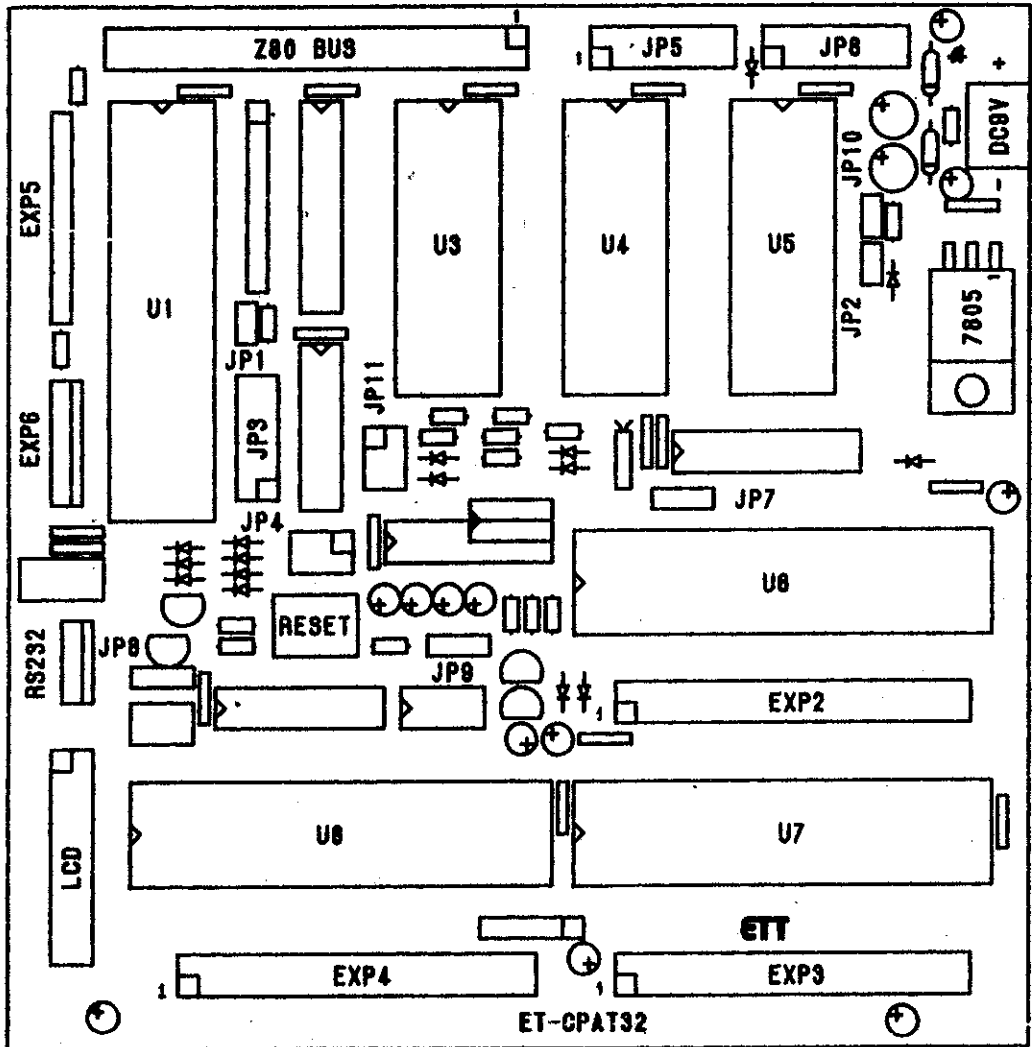 1
Z80 BUS
1
JP5
JP6
+
DC9V
-
JP10
EXP5
U1
U3
U4
U5
JP2
1
7805
JP1
JP11
JP3
EXP6
JP4
JP7
U6
RESET
RS232
JP8
JP9
1
EXP2
LCD
U8
U7
ETT
1
EXP4
1
EXP3
ET-CPAT32